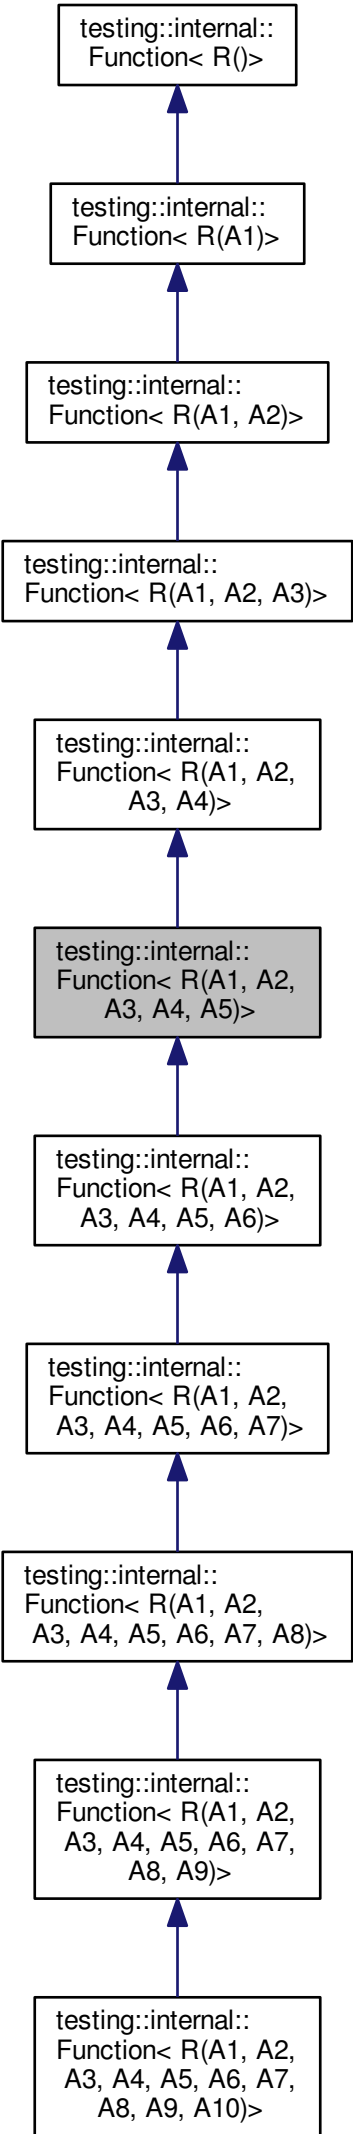 testing::internal::
Function< R()>
testing::internal::
Function< R(A1)>
testing::internal::
Function< R(A1, A2)>
testing::internal::
Function< R(A1, A2, A3)>
testing::internal::
Function< R(A1, A2,
A3, A4)>
testing::internal::
Function< R(A1, A2,
A3, A4, A5)>
testing::internal::
Function< R(A1, A2,
A3, A4, A5, A6)>
testing::internal::
Function< R(A1, A2,
A3, A4, A5, A6, A7)>
testing::internal::
Function< R(A1, A2,
A3, A4, A5, A6, A7, A8)>
testing::internal::
Function< R(A1, A2,
A3, A4, A5, A6, A7,
A8, A9)>
testing::internal::
Function< R(A1, A2,
A3, A4, A5, A6, A7,
A8, A9, A10)>